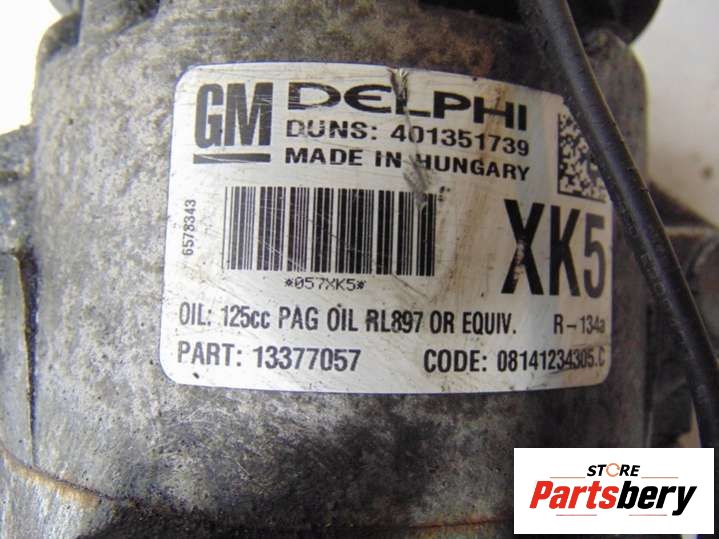 GM DELPHI
DUNS: 401351739
MADE IN HUNGARY
6578343
*057XK5*
XK5
OIL: 125cc PAG OIL RL897 OR EQUIV. R-134a
PART: 13377057 CODE: 08141234305.C
STORE
Partsbery